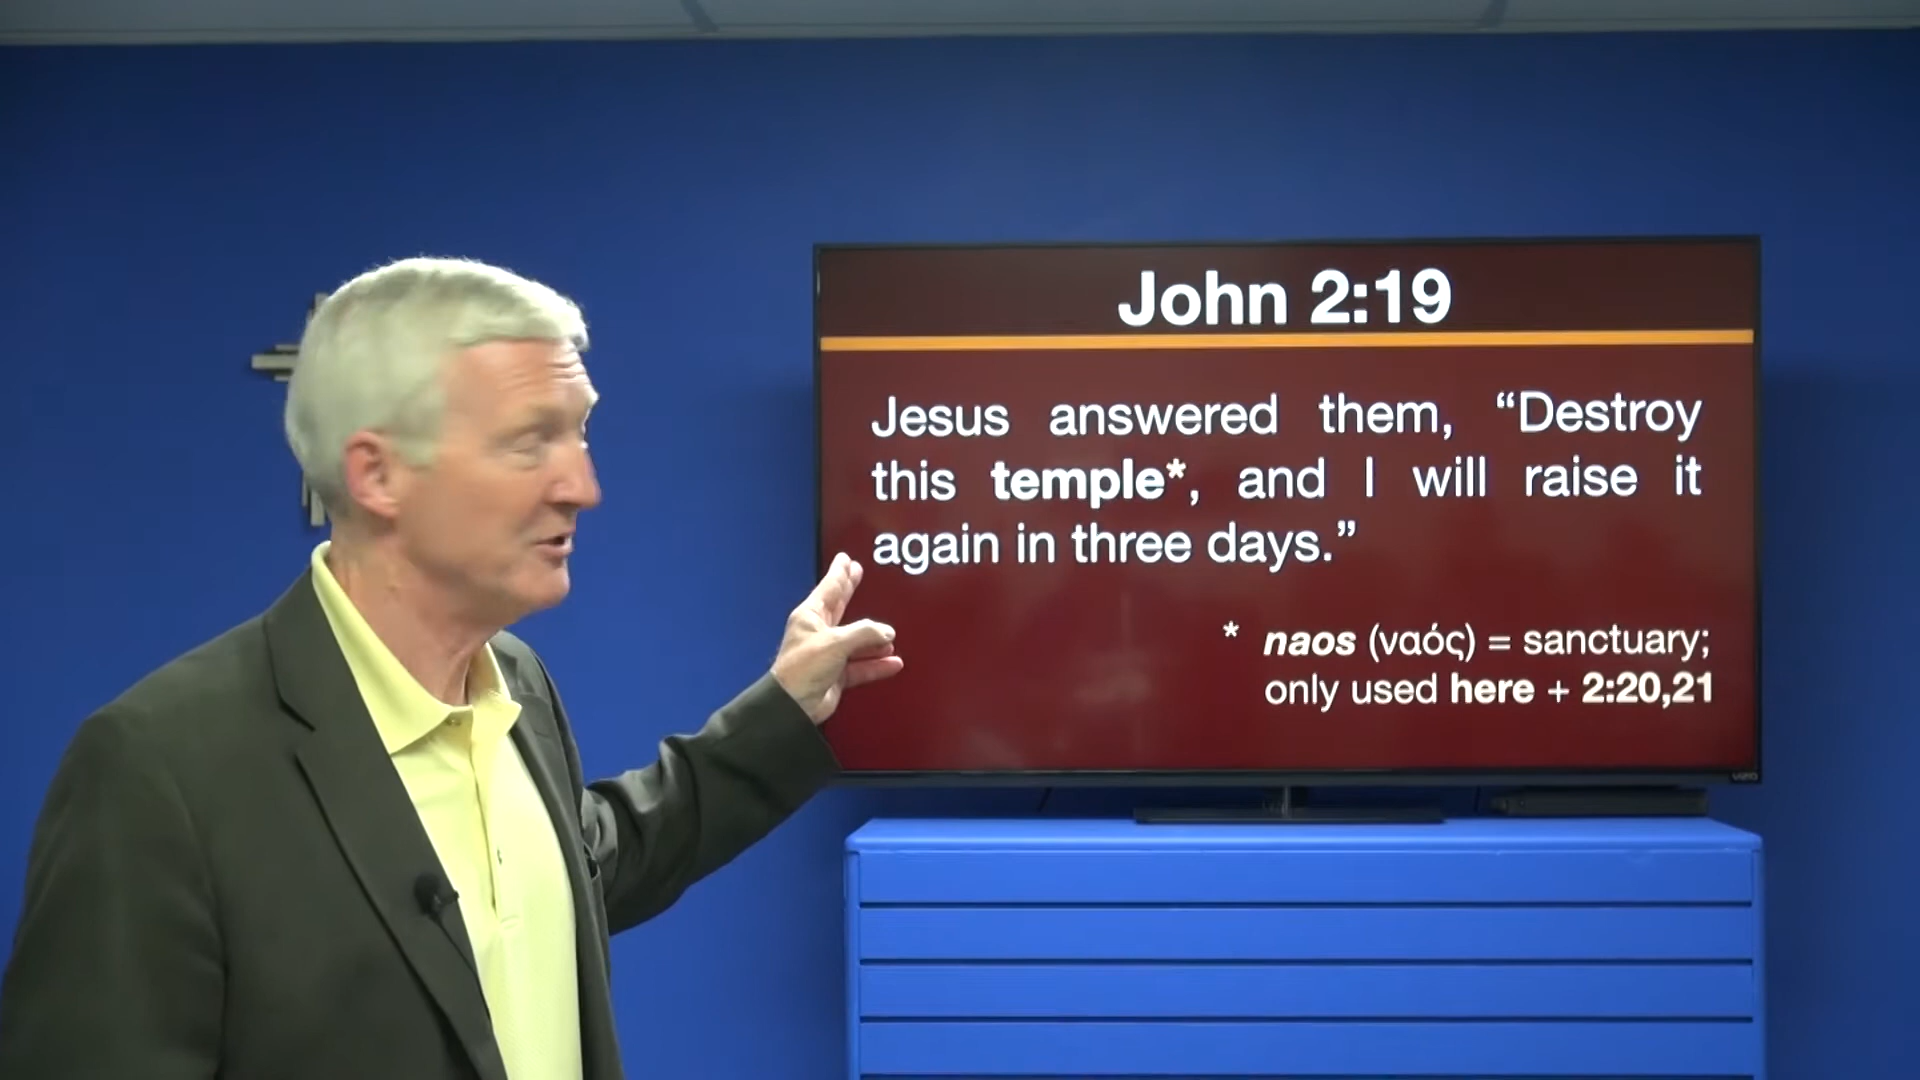 John 2:19
Jesus answered them, “Destroy
this temple*, and I will raise it
again in three days.”
* naos (ναός) = sanctuary;
only used here + 2:20,21
VIZIO